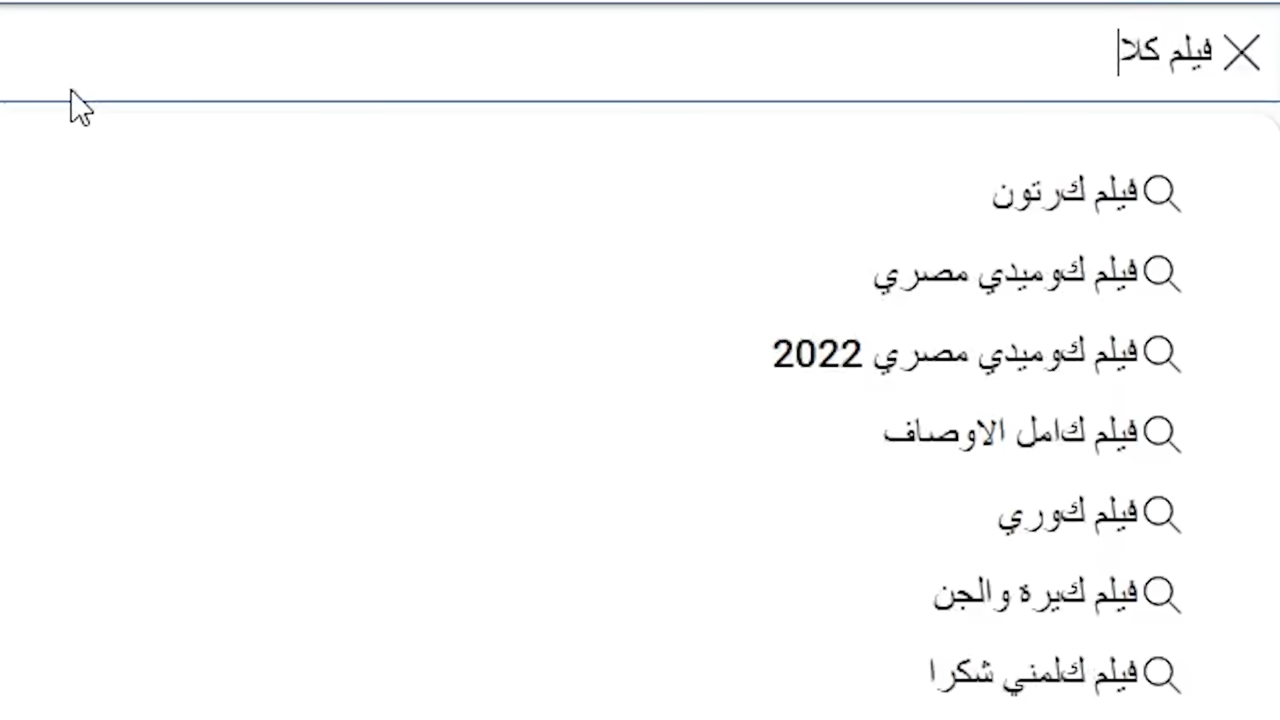 فيلم كلا
فيلم كرتون
فيلم كوميدي مصري
فيلم كوميدي مصري 2022
فيلم كامل الاوصاف
فيلم كوري
فيلم كيرة والجن
فيلم كلمني شكرا